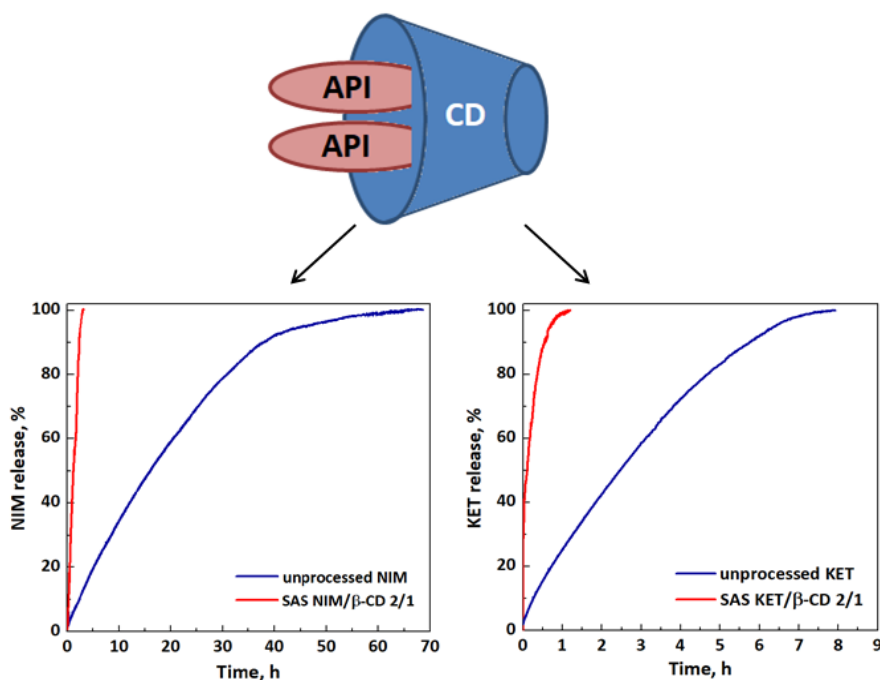 API
API
CD
NIM release, %
100
80
60
40
20
0
unprocessed NIM
SAS NIM/β-CD 2/1
0 10 20 30 40 50 60 70
Time, h
KET release, %
100
80
60
40
20
0
unprocessed KET
SAS KET/β-CD 2/1
0 1 2 3 4 5 6 7 8 9
Time, h